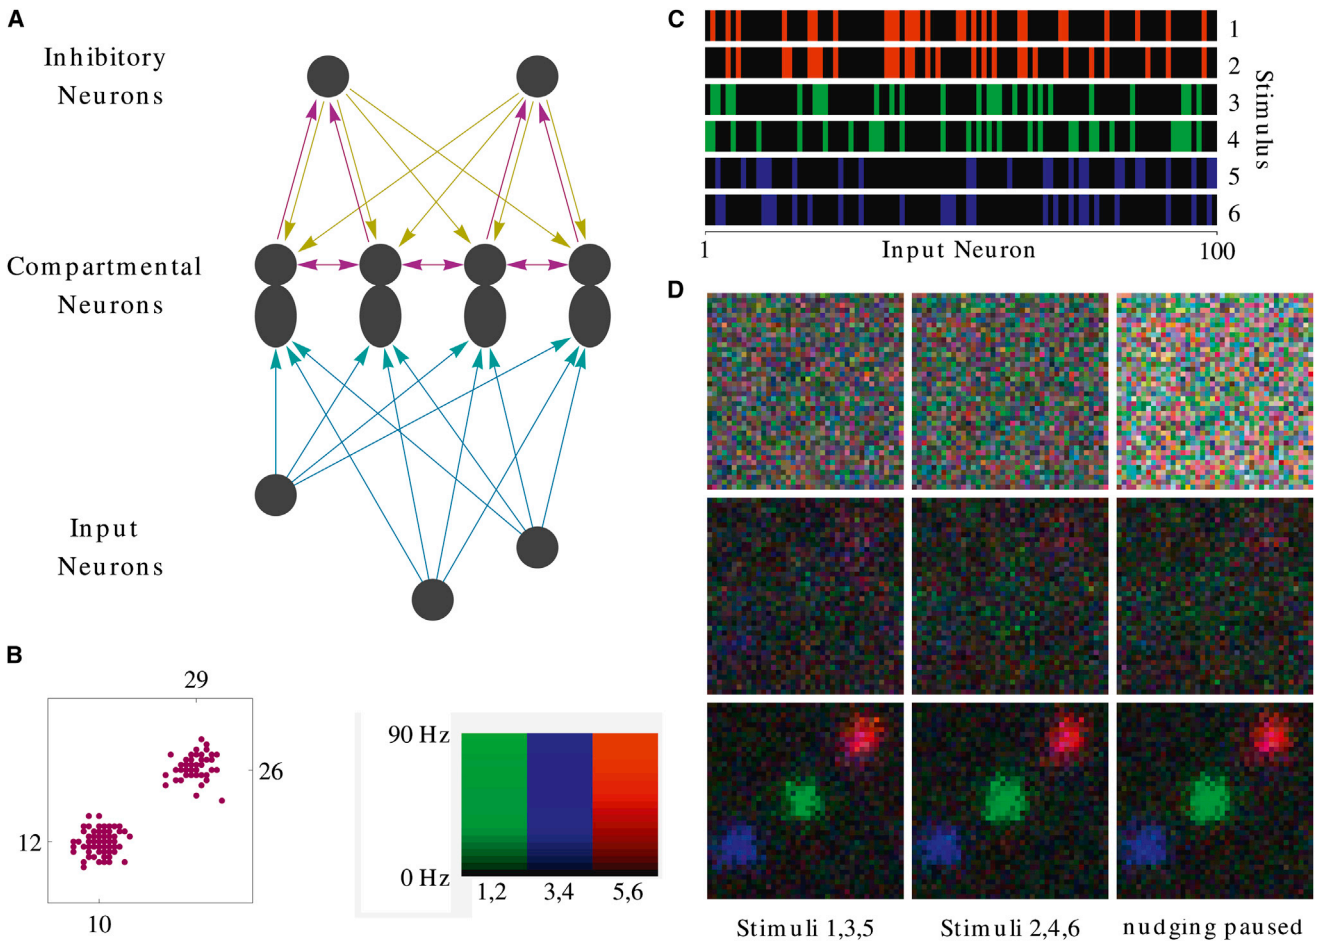 A
Inhibitory
Neurons
Compartmental
Neurons
Input
Neurons
B
29
26
12
10
90 Hz
0 Hz
1,2
3,4
5,6
C
1
2
3
4
5
6
Stimulus
1
Input Neuron
100
D
Stimuli 1,3,5
Stimuli 2,4,6
nudging paused